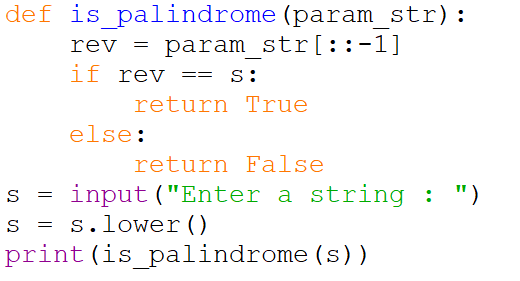 def is_palindrome(param_str):
    rev = param_str[::-1]
    if rev == s:
        return True
    else:
        return False
s = input("Enter a string : ")
s = s.lower()
print(is_palindrome(s))